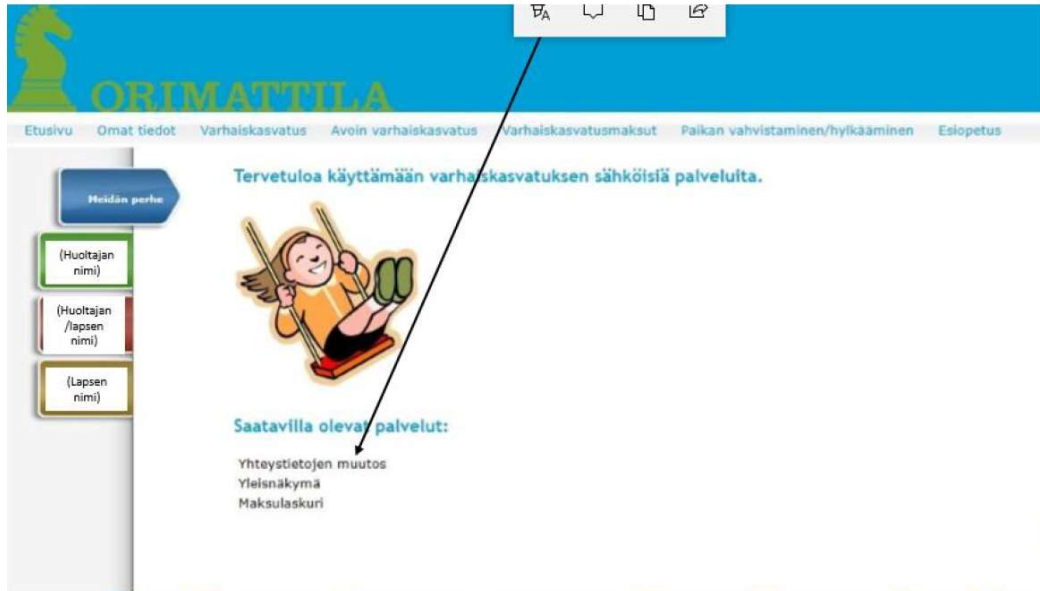 ORIMATTILA
Etusivu Omat tiedot Varhaiskasvatus Avoin varhaiskasvatus Varhaiskasvatusmaksut Paikan vahvistaminen/hylkääminen Esiopetus
Tervetuloa käyttämään varhaiskasvatuksen sähköisiä palveluita.
Meidän perhe
(Huoltajan
nimi)
(Huoltajan
/lapsen
nimi)
(Lapsen
nimi)
Saatavilla olevat palvelut:
Yhteystietojen muutos
Yleisnäkymä
Maksulaskuri